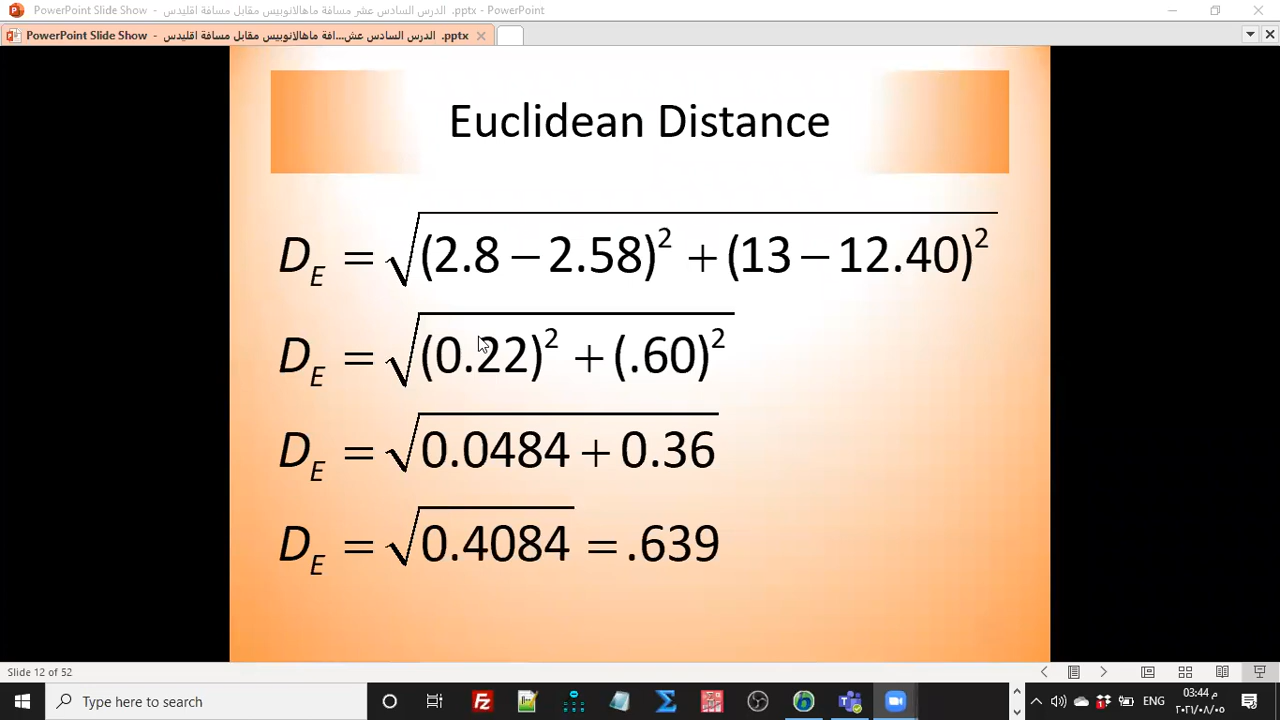 الدرس السادس عشر مسافة ماهالانوبيس مقابل مسافة اقليدس .pptx - PowerPoint
PowerPoint Slide Show - الدرس السادس عش...افة ماهالانوبيس مقابل مسافة اقليدس .pptx
Euclidean Distance
D_E = √((2.8 − 2.58)² + (13 − 12.40)²)
D_E = √((0.22)² + (.60)²)
D_E = √(0.0484 + 0.36)
D_E = √0.4084 = .639
Slide 12 of 52
Type here to search
ENG
03:44 م
٢٠٢١/٠٨/٠٥